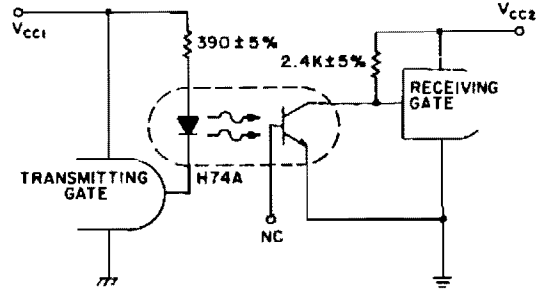 VCC1
VCC2
390±5%
2.4K±5%
RECEIVING
GATE
TRANSMITTING
GATE
H74A
NC